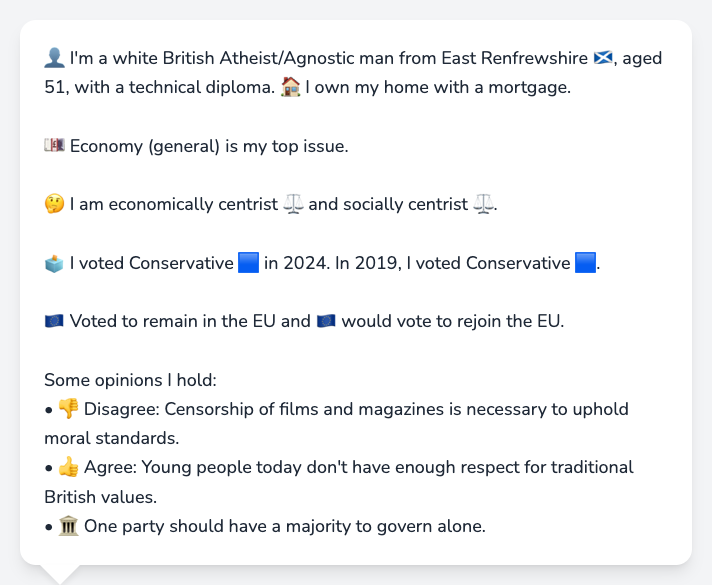 👤 I'm a white British Atheist/Agnostic man from East Renfrewshire 🏴󠁧󠁢󠁳󠁣󠁴󠁿, aged
51, with a technical diploma. 🏠 I own my home with a mortgage.
💷 Economy (general) is my top issue.
🤔 I am economically centrist ⚖️ and socially centrist ⚖️.
🗳️ I voted Conservative 🟦 in 2024. In 2019, I voted Conservative 🟦.
🇪🇺 Voted to remain in the EU and 🇪🇺 would vote to rejoin the EU.
Some opinions I hold:
• 👎 Disagree: Censorship of films and magazines is necessary to uphold
moral standards.
• 👍 Agree: Young people today don't have enough respect for traditional
British values.
• 🏛️ One party should have a majority to govern alone.